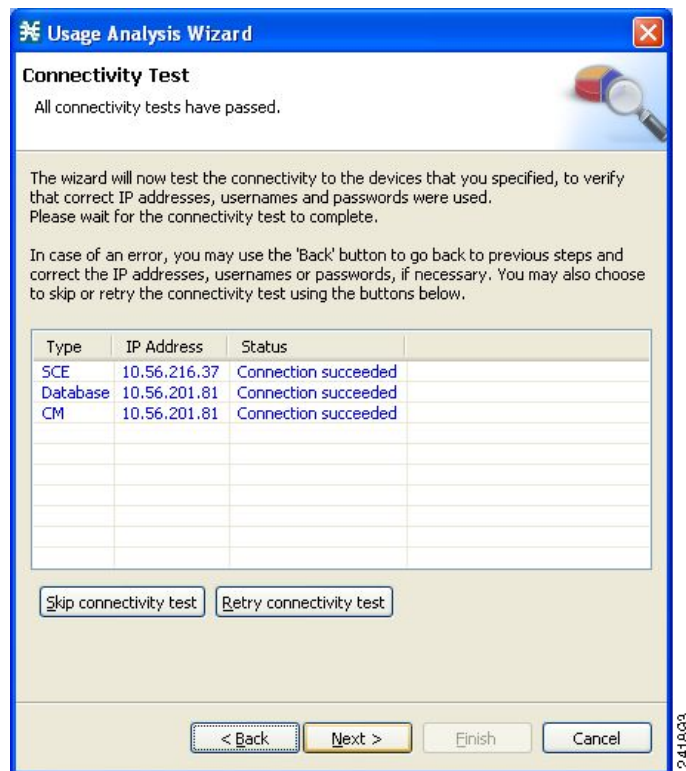 Usage Analysis Wizard
Connectivity Test
All connectivity tests have passed.
The wizard will now test the connectivity to the devices that you specified, to verify
that correct IP addresses, usernames and passwords were used.
Please wait for the connectivity test to complete.
In case of an error, you may use the 'Back' button to go back to previous steps and
correct the IP addresses, usernames or passwords, if necessary. You may also choose
to skip or retry the connectivity test using the buttons below.
Type IP Address Status
SCE 10.56.216.37 Connection succeeded
Database 10.56.201.81 Connection succeeded
CM 10.56.201.81 Connection succeeded
Skip connectivity test Retry connectivity test
< Back Next > Finish Cancel
241893